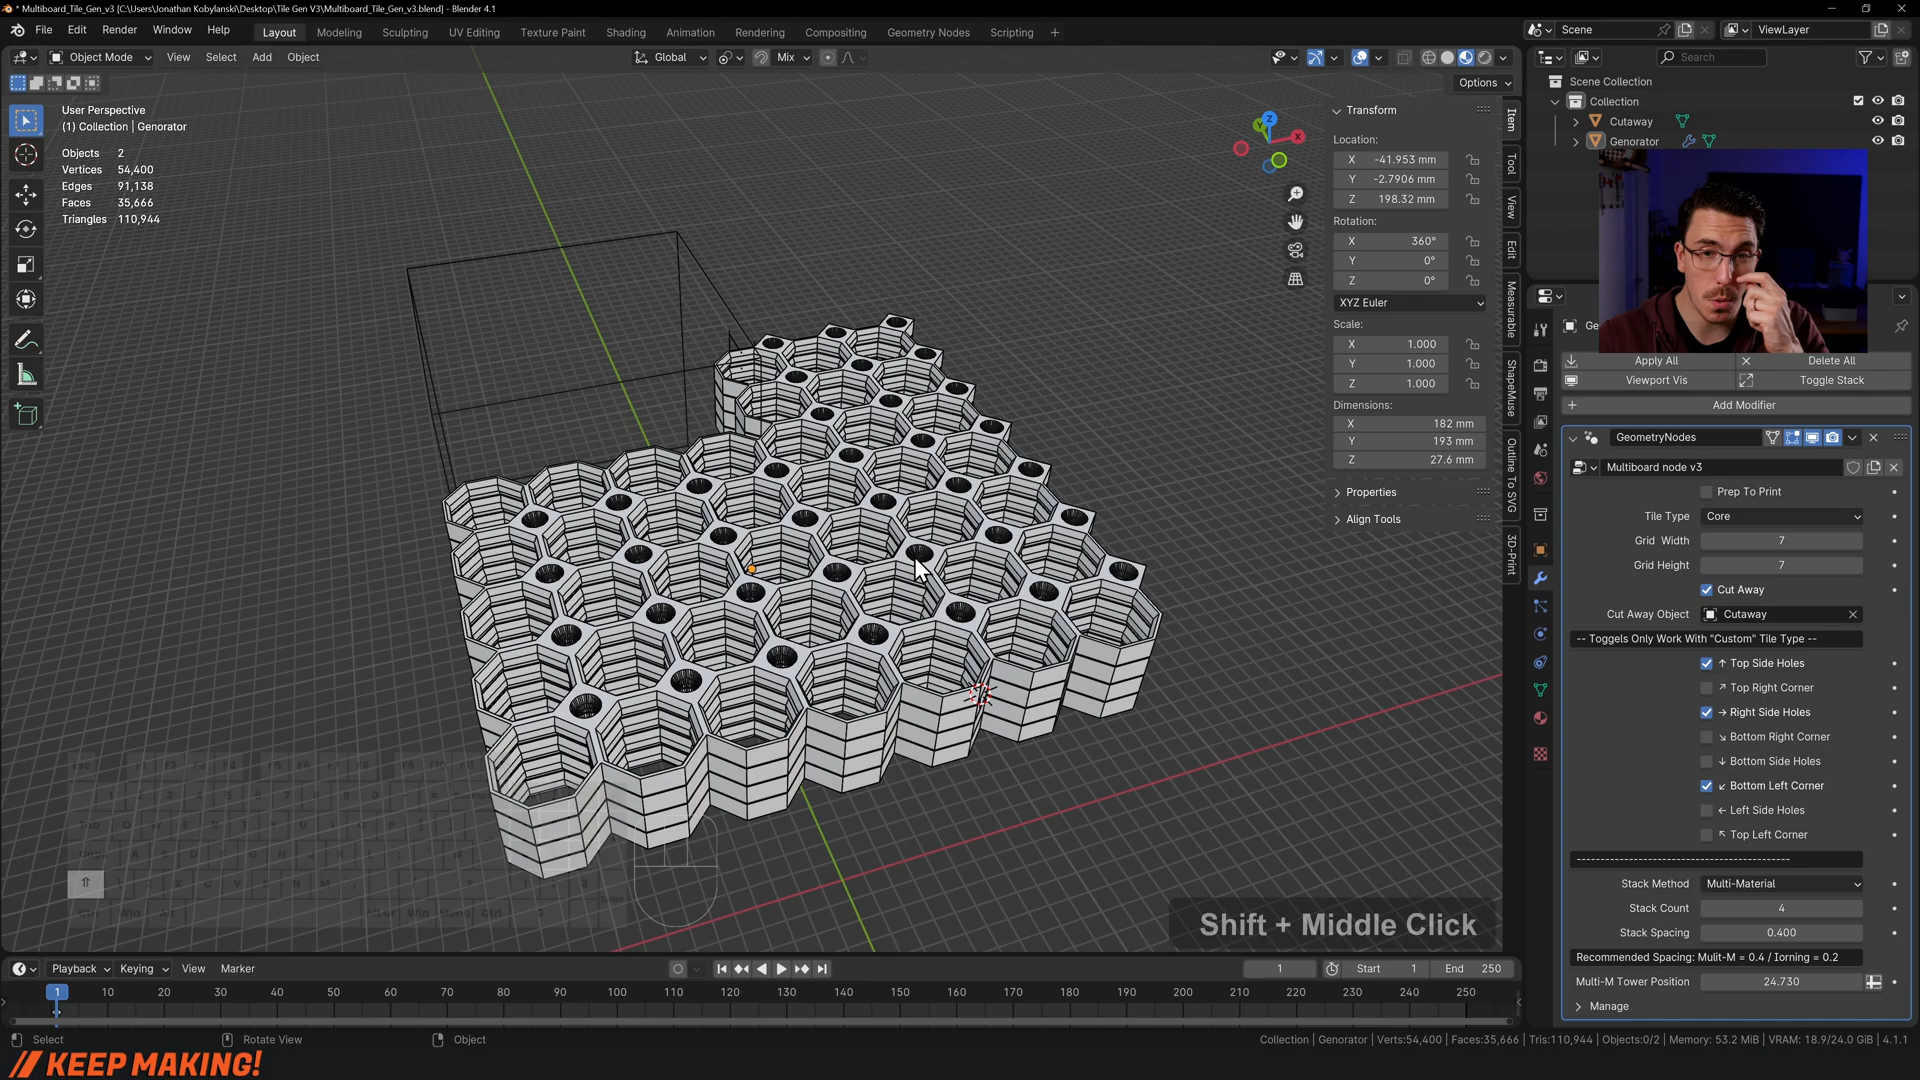 * Multiboard_Tile_Gen_v3 [C:\Users\Jonathan Kobylanski\Desktop\Tile Gen V3\Multiboard_Tile_Gen_v3.blend] - Blender 4.1
File Edit Render Window Help
Layout Modeling Sculpting UV Editing Texture Paint Shading Animation Rendering Compositing Geometry Nodes Scripting +
Scene
ViewLayer
Object Mode View Select Add Object
Global
Mix
Search
Options
User Perspective
(1) Collection | Genorator
Objects 2
Vertices 54,400
Edges 91,138
Faces 35,666
Triangles 110,944
Z
Y
X
Transform
Location:
X -41.953 mm
Y -2.7906 mm
Z 198.32 mm
Rotation:
X 360°
Y 0°
Z 0°
XYZ Euler
Scale:
X 1.000
Y 1.000
Z 1.000
Dimensions:
X 182 mm
Y 193 mm
Z 27.6 mm
Properties
Align Tools
Item
Tool
View
Edit
Measurable
ShapeMuse
Outline To SVG
3D-Print
Scene Collection
Collection
Cutaway
Genorator
Ge
Apply All
Delete All
Viewport Vis
Toggle Stack
Add Modifier
GeometryNodes
Multiboard node v3
Prep To Print
Tile Type Core
Grid Width 7
Grid Height 7
Cut Away
Cut Away Object Cutaway
-- Toggels Only Work With "Custom" Tile Type --
↑ Top Side Holes
↗ Top Right Corner
→ Right Side Holes
↘ Bottom Right Corner
↓ Bottom Side Holes
↙ Bottom Left Corner
← Left Side Holes
↖ Top Left Corner
--------------------------------------------
Stack Method Multi-Material
Stack Count 4
Stack Spacing 0.400
Recommended Spacing: Mulit-M = 0.4 / Iorning = 0.2
Multi-M Tower Position 24.730
Manage
Shift + Middle Click
Playback Keying View Marker
1
Start 1
End 250
1 10 20 30 40 50 60 70 80 90 100 110 120 130 140 150 160 170 180 190 200 210 220 230 240 250
Select
Rotate View
Object
Collection | Genorator | Verts:54,400 | Faces:35,666 | Tris:110,944 | Objects:0/2 | Memory: 53.2 MiB | VRAM: 18.9/24.0 GiB | 4.1.1
// KEEP MAKING!